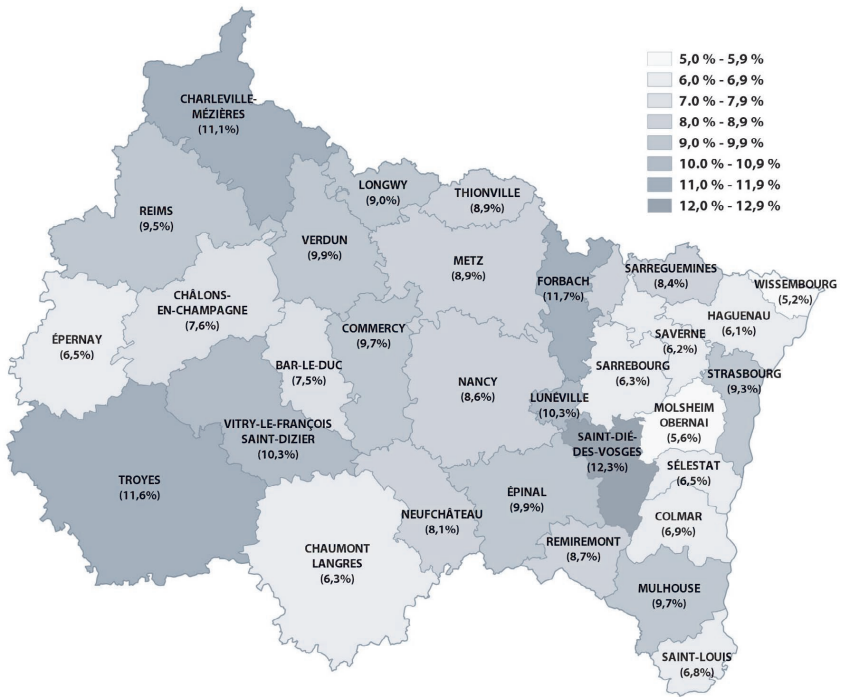 5,0 % - 5,9 %
6,0 % - 6,9 %
7.0 % - 7,9 %
8,0 % - 8,9 %
9,0 % - 9,9 %
10.0 % - 10,9 %
11,0 % - 11,9 %
12,0 % - 12,9 %
CHARLEVILLE-
MÉZIÈRES
(11,1%)
LONGWY
(9,0%)
THIONVILLE
(8,9%)
REIMS
(9,5%)
VERDUN
(9,9%)
METZ
(8,9%)
FORBACH
(11,7%)
SARREGUEMINES
(8,4%)
WISSEMBOURG
(5,2%)
CHÂLONS-
EN-CHAMPAGNE
(7,6%)
HAGUENAU
(6,1%)
ÉPERNAY
(6,5%)
COMMERCY
(9,7%)
SAVERNE
(6,2%)
BAR-LE-DUC
(7,5%)
SARREBOURG
(6,3%)
STRASBOURG
(9,3%)
NANCY
(8,6%)
LUNÉVILLE
(10,3%)
MOLSHEIM
OBERNAI
(5,6%)
VITRY-LE-FRANÇOIS
SAINT-DIZIER
(10,3%)
SAINT-DIÉ-
DES-VOSGES
(12,3%)
TROYES
(11,6%)
SÉLESTAT
(6,5%)
ÉPINAL
(9,9%)
NEUFCHÂTEAU
(8,1%)
COLMAR
(6,9%)
REMIREMONT
(8,7%)
CHAUMONT
LANGRES
(6,3%)
MULHOUSE
(9,7%)
SAINT-LOUIS
(6,8%)